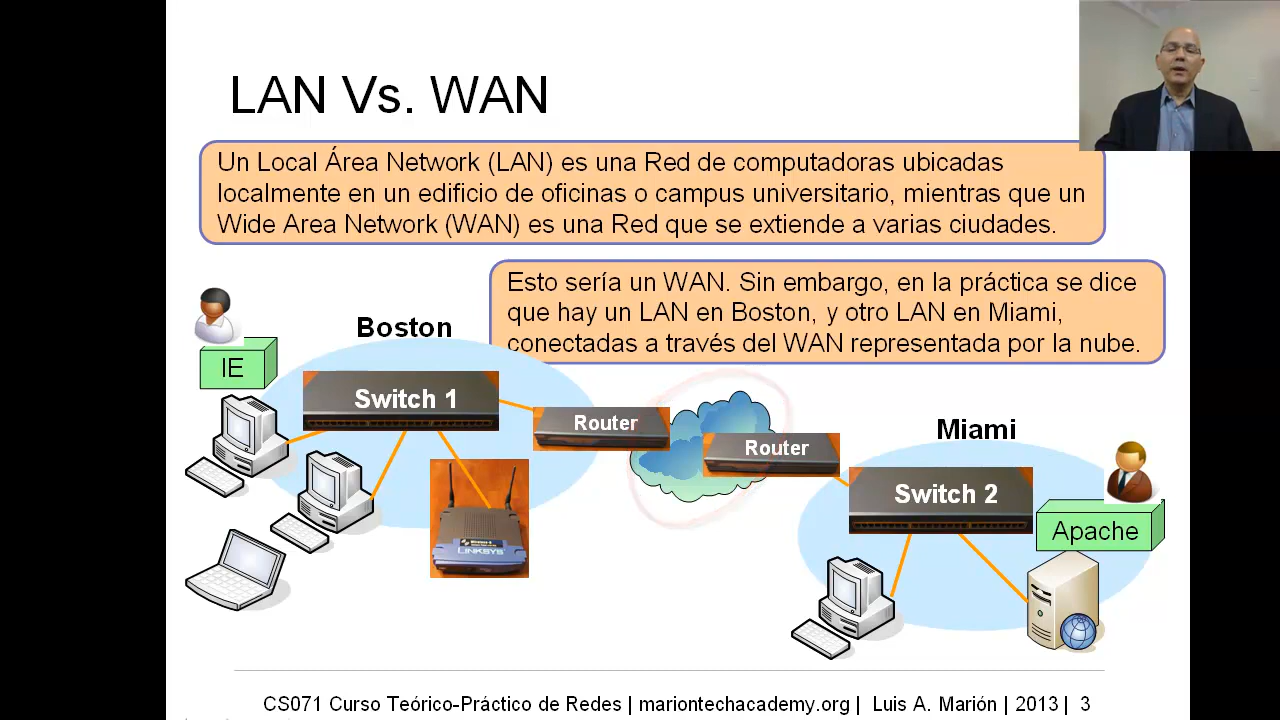 LAN Vs. WAN
Un Local Área Network (LAN) es una Red de computadoras ubicadas
localmente en un edificio de oficinas o campus universitario, mientras que un
Wide Area Network (WAN) es una Red que se extiende a varias ciudades.
Esto sería un WAN. Sin embargo, en la práctica se dice
que hay un LAN en Boston, y otro LAN en Miami,
conectadas a través del WAN representada por la nube.
Boston
IE
Switch 1
Router
Router
Miami
Switch 2
Apache
LINKSYS
CS071 Curso Teórico-Práctico de Redes | mariontechacademy.org | Luis A. Marión | 2013 | 3